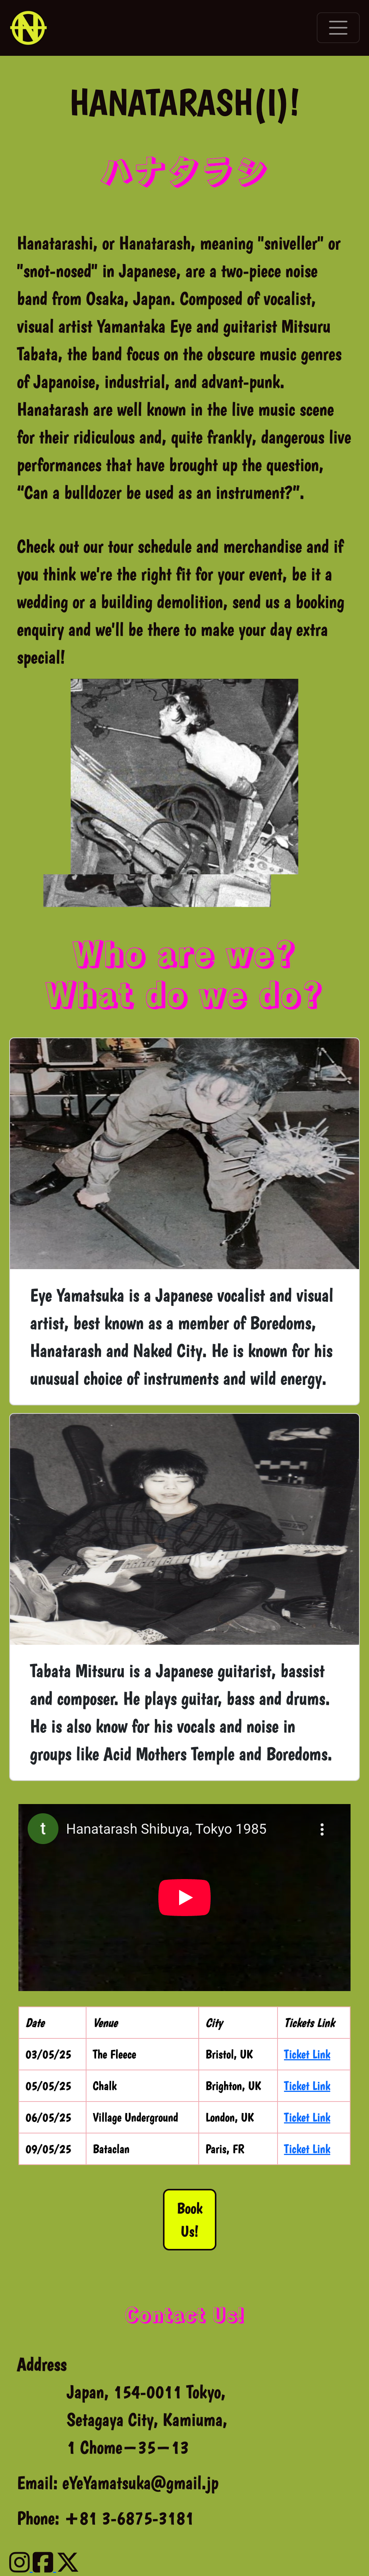 HANATARASH(I)!
ハナタラシ
Hanatarashi, or Hanatarash, meaning "sniveller" or
"snot-nosed" in Japanese, are a two-piece noise
band from Osaka, Japan. Composed of vocalist,
visual artist Yamantaka Eye and guitarist Mitsuru
Tabata, the band focus on the obscure music genres
of Japanoise, industrial, and advant-punk.
Hanatarash are well known in the live music scene
for their ridiculous and, quite frankly, dangerous live
performances that have brought up the question,
“Can a bulldozer be used as an instrument?”.
Check out our tour schedule and merchandise and if
you think we're the right fit for your event, be it a
wedding or a building demolition, send us a booking
enquiry and we'll be there to make your day extra
special!
Who are we?
What do we do?
Eye Yamatsuka is a Japanese vocalist and visual
artist, best known as a member of Boredoms,
Hanatarash and Naked City. He is known for his
unusual choice of instruments and wild energy.
Tabata Mitsuru is a Japanese guitarist, bassist
and composer. He plays guitar, bass and drums.
He is also know for his vocals and noise in
groups like Acid Mothers Temple and Boredoms.
t Hanatarash Shibuya, Tokyo 1985
Date Venue City Tickets Link
03/05/25 The Fleece Bristol, UK Ticket Link
05/05/25 Chalk Brighton, UK Ticket Link
06/05/25 Village Underground London, UK Ticket Link
09/05/25 Bataclan Paris, FR Ticket Link
Book
Us!
Contact Us!
Address
Japan, 154-0011 Tokyo,
Setagaya City, Kamiuma,
1 Chome−35−13
Email: eYeYamatsuka@gmail.jp
Phone: +81 3-6875-3181